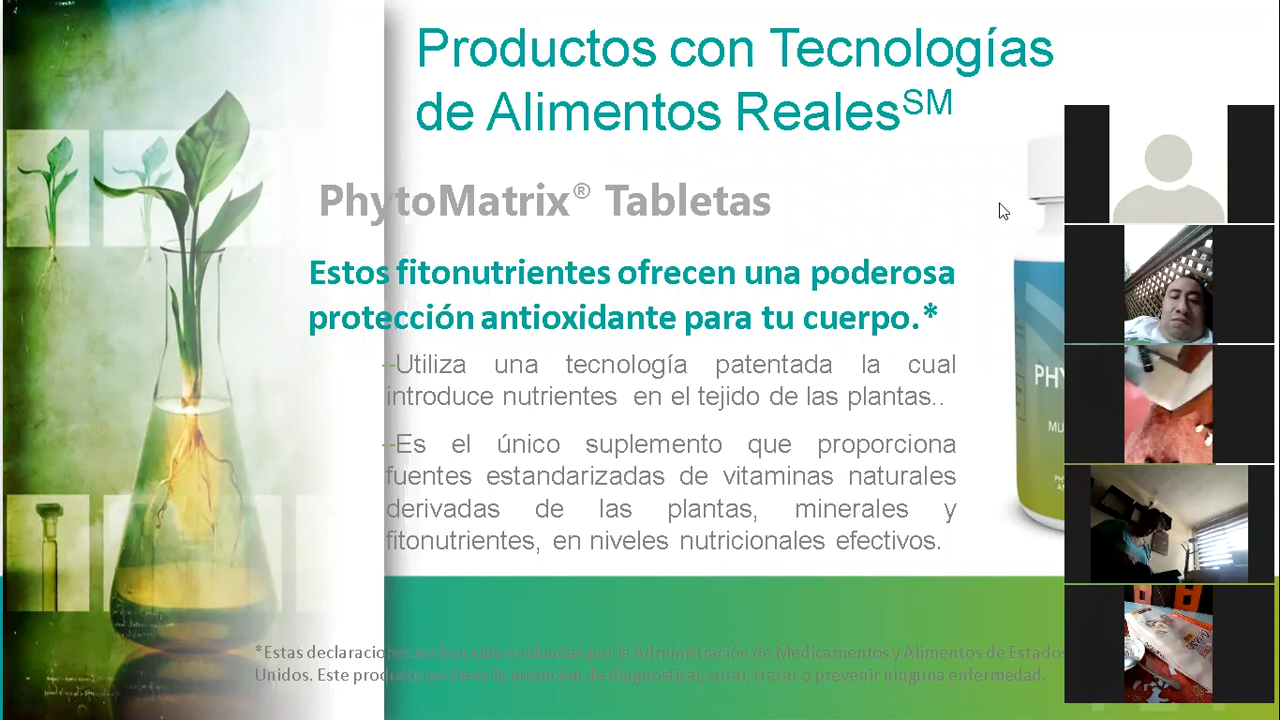 Productos con Tecnologías
de Alimentos Reales℠
PhytoMatrix® Tabletas
Estos fitonutrientes ofrecen una poderosa
protección antioxidante para tu cuerpo.*
–Utiliza una tecnología patentada la cual
introduce nutrientes en el tejido de las plantas..
–Es el único suplemento que proporciona
fuentes estandarizadas de vitaminas naturales
derivadas de las plantas, minerales y
fitonutrientes, en niveles nutricionales efectivos.
PHY
MU
*Estas declaraciones no han sido evaluadas por la Administración de Medicamentos y Alimentos de Estados
Unidos. Este producto no tiene la intención de diagnosticar, curar, tratar o prevenir ninguna enfermedad.